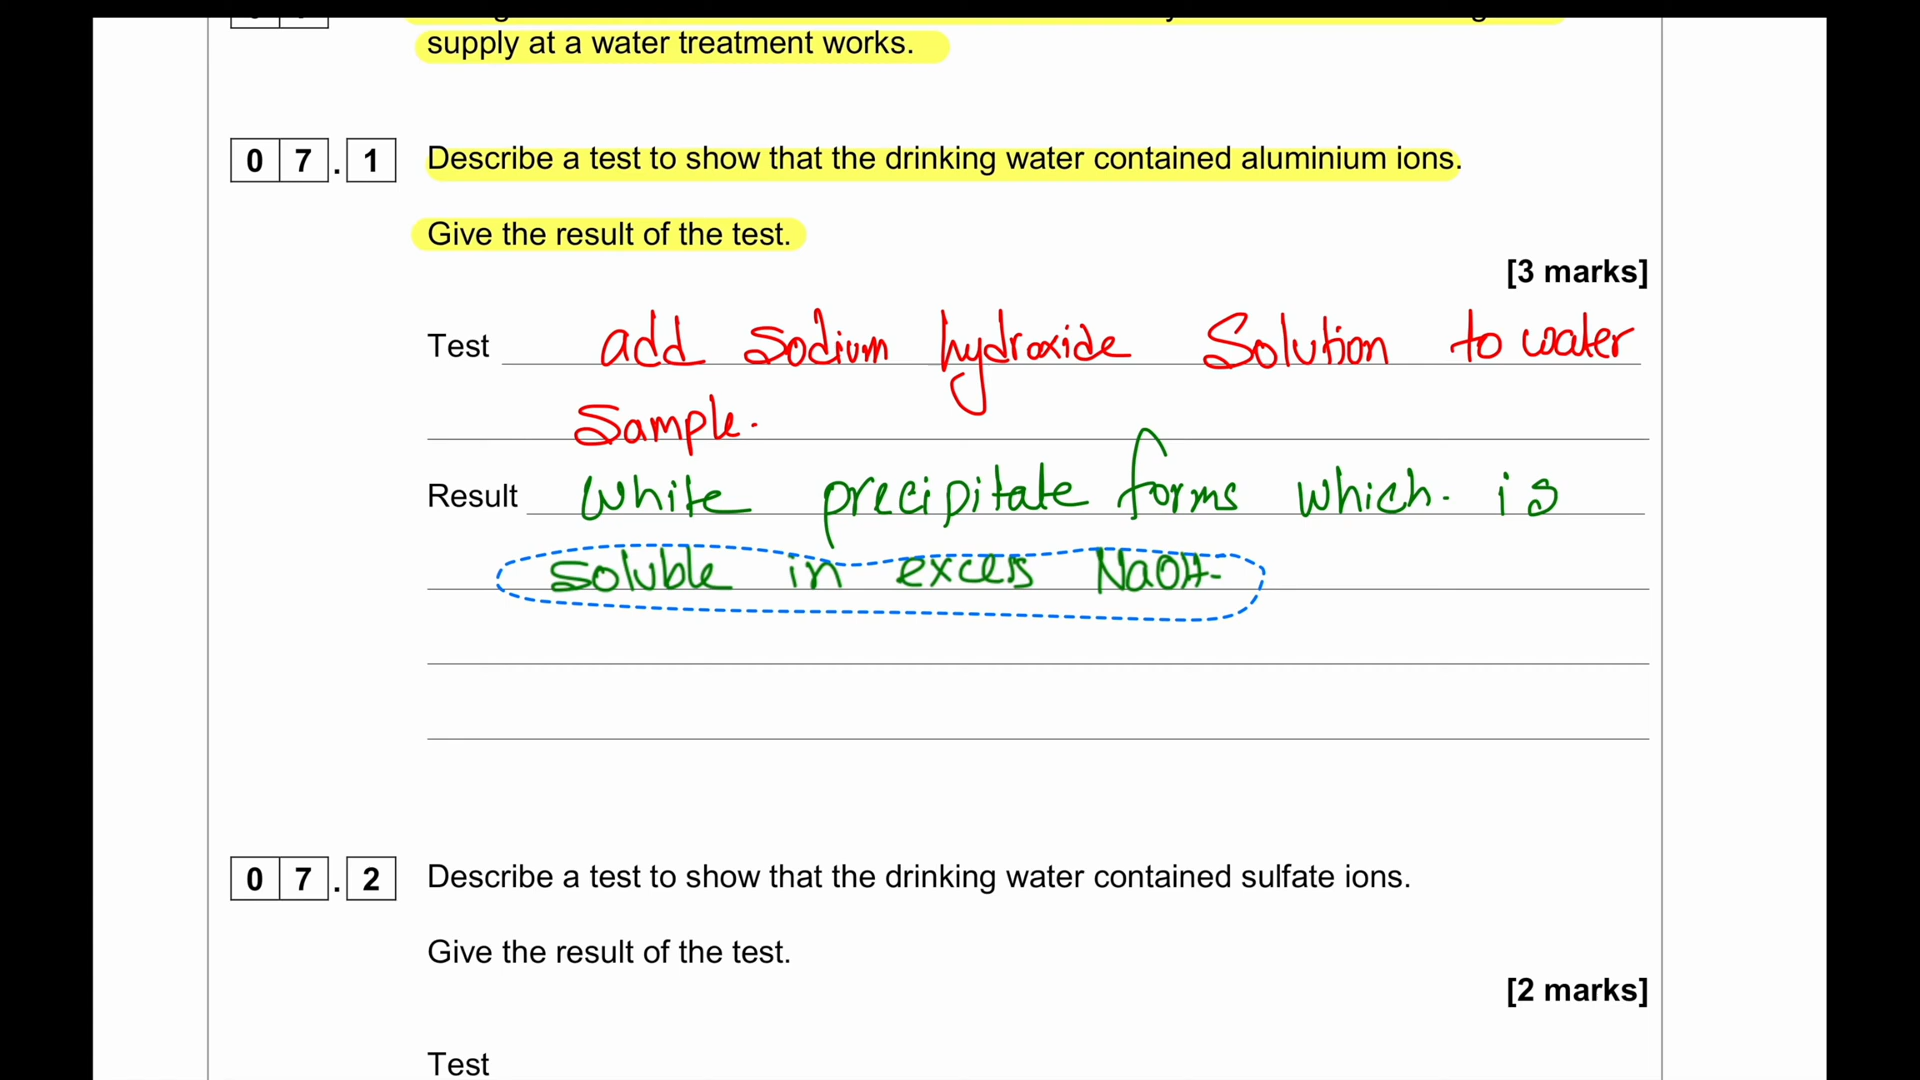 supply at a water treatment works.
0 7 . 1 Describe a test to show that the drinking water contained aluminium ions.
Give the result of the test.
[3 marks]
Test add sodium hydroxide Solution to water
sample.
Result white precipitate forms which. is
soluble in excess NaOH.
0 7 . 2 Describe a test to show that the drinking water contained sulfate ions.
Give the result of the test.
[2 marks]
Test